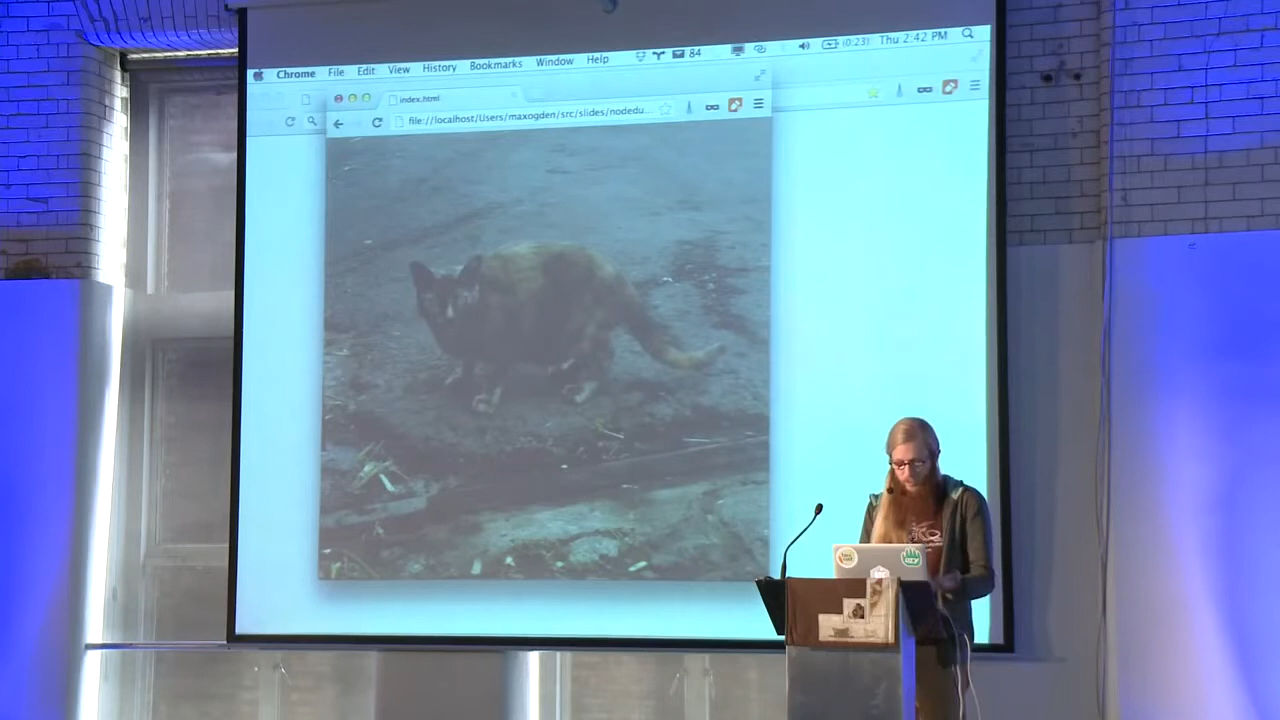 Chrome File Edit View History Bookmarks Window Help 84 (0:23) Thu 2:42 PM
index.html
file://localhost/Users/maxogden/src/slides/nodedu...